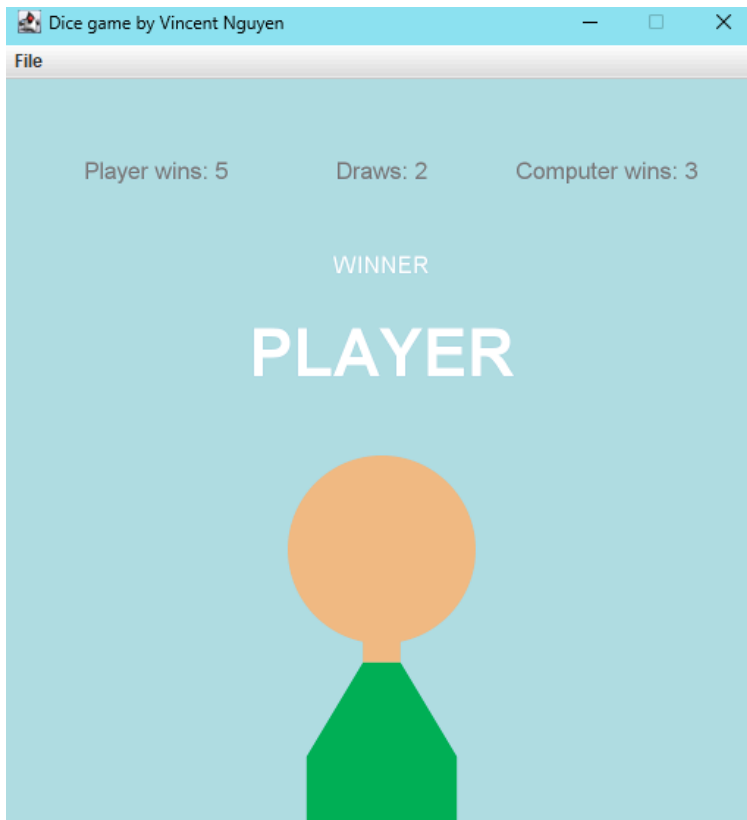 Dice game by Vincent Nguyen
File
Player wins: 5 Draws: 2 Computer wins: 3
WINNER
PLAYER